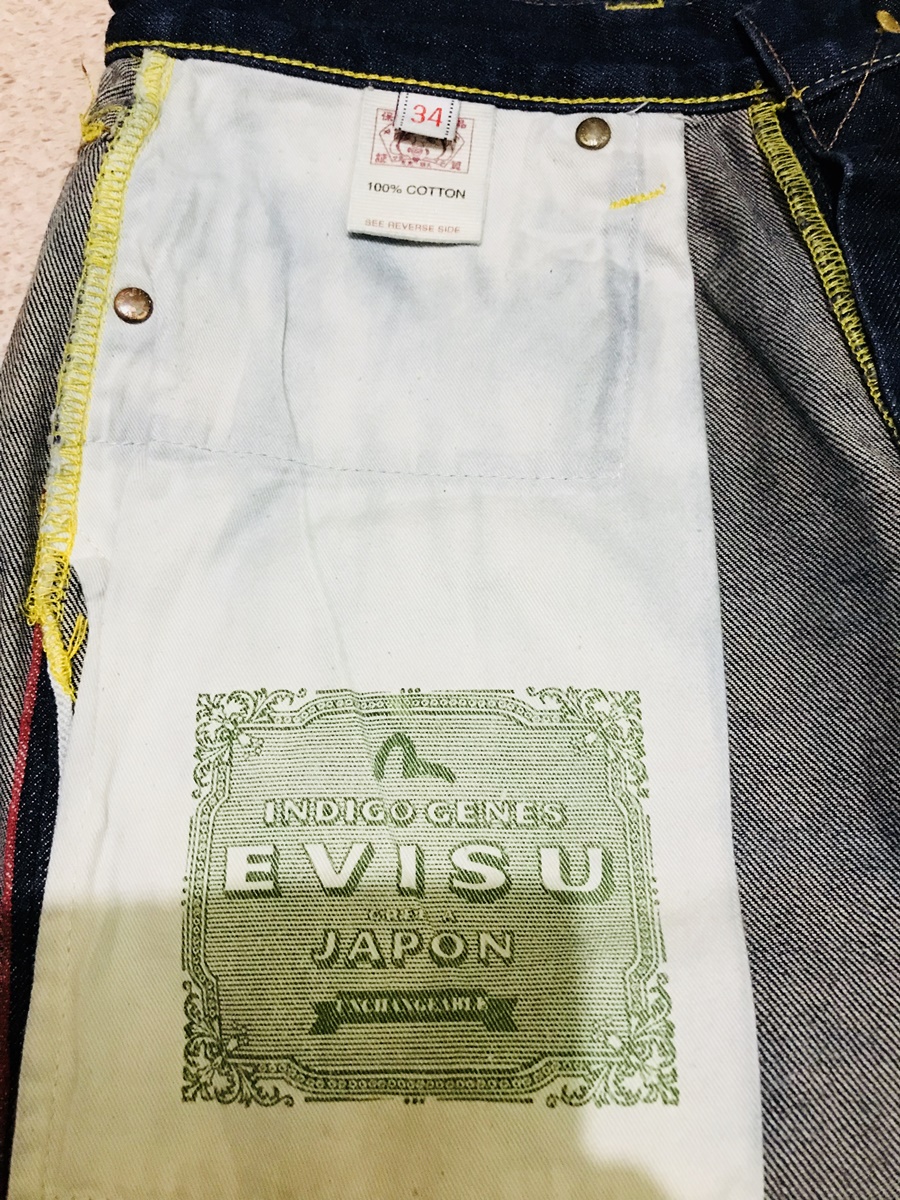 34
100% COTTON
SEE REVERSE SIDE
INDIGO GENES
EVISU
JAPON